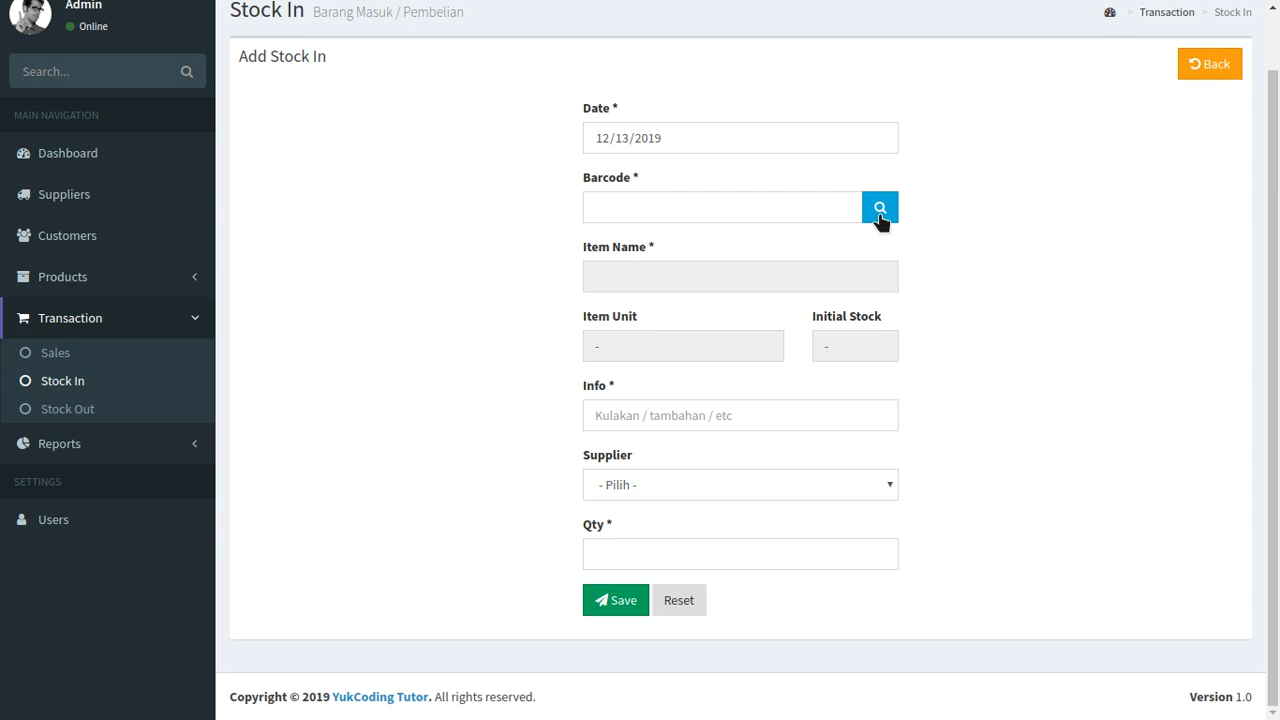 Admin
Online
Search...
MAIN NAVIGATION
Dashboard
Suppliers
Customers
Products
Transaction
Sales
Stock In
Stock Out
Reports
SETTINGS
Users
Stock In Barang Masuk / Pembelian
> Transaction > Stock In
Add Stock In
Back
Date *
12/13/2019
Barcode *
Item Name *
Item Unit Initial Stock
- -
Info *
Kulakan / tambahan / etc
Supplier
- Pilih -
Qty *
Save Reset
Copyright © 2019 YukCoding Tutor. All rights reserved.
Version 1.0